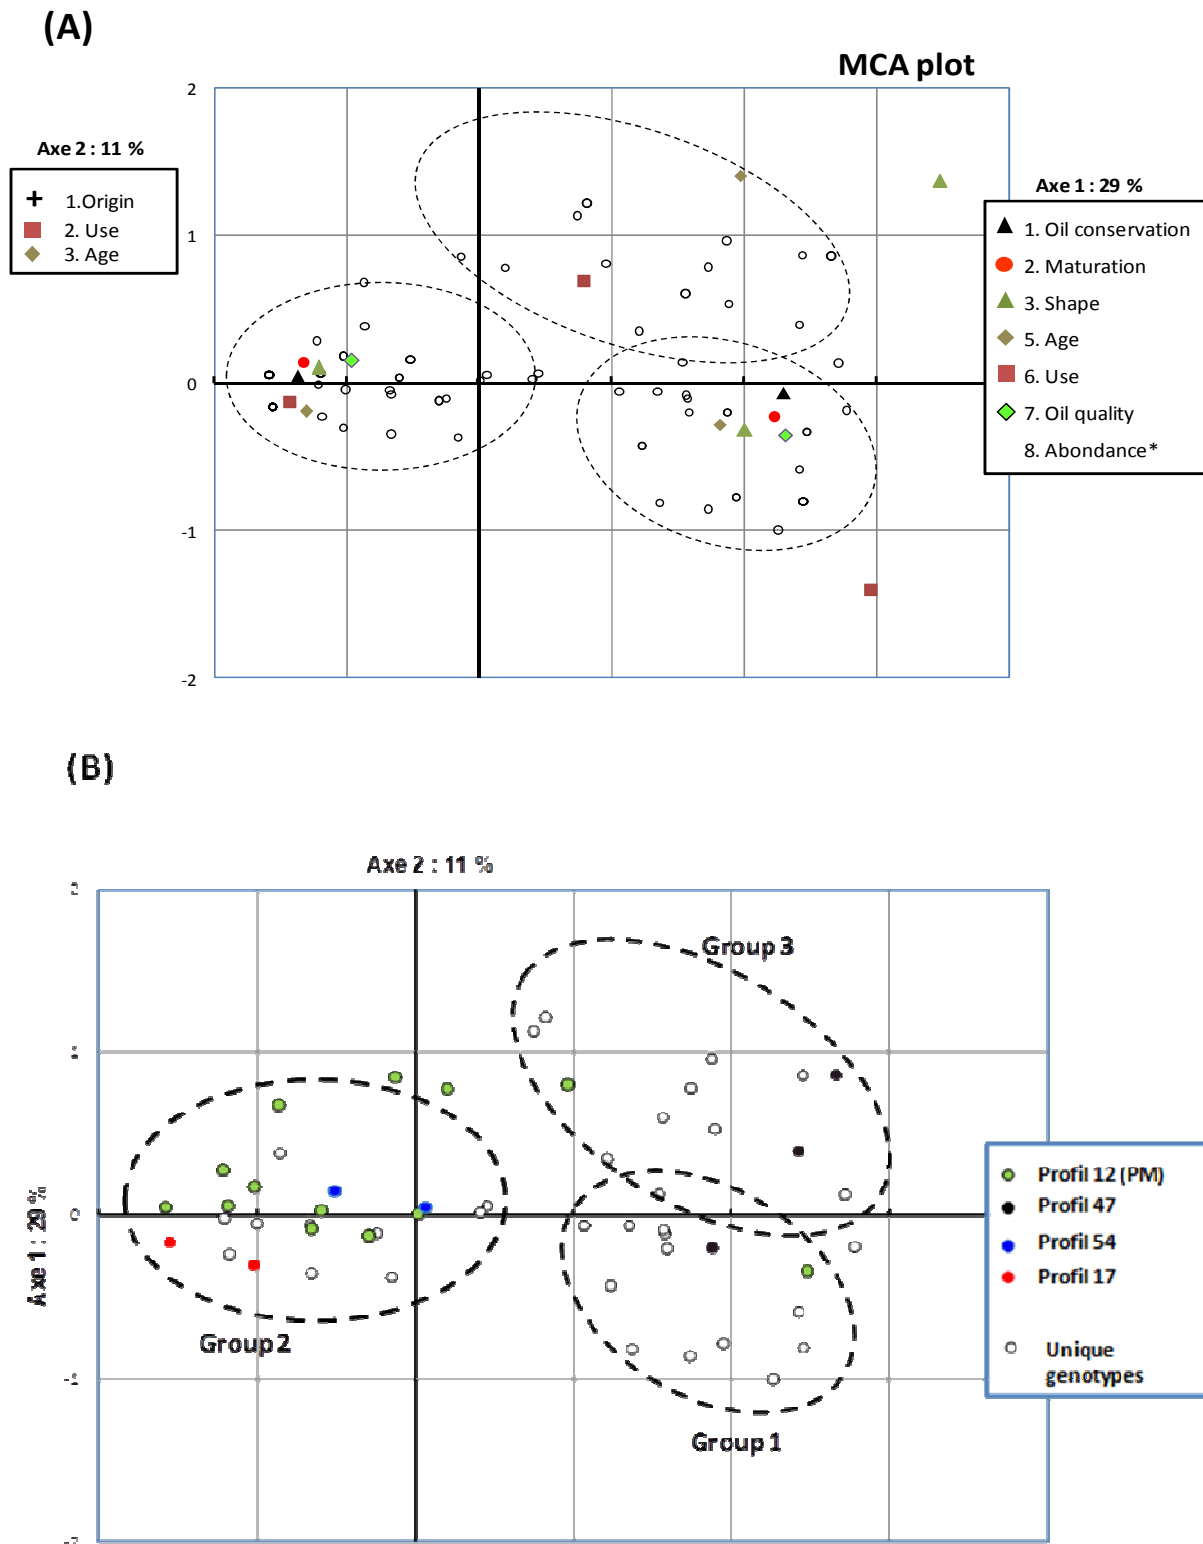 (A)
MCA plot
Axe 2 : 11 %
1.Origin
2. Use
3. Age
2
1
0
-1
-2
Axe 1 : 29 %
1. Oil conservation
2. Maturation
3. Shape
5. Age
6. Use
7. Oil quality
8. Abondance*
(B)
Axe 2 : 11 %
Axe 1 : 29 %
0
Group 3
Group 2
Group 1
Profil 12 (PM)
Profil 47
Profil 54
Profil 17
Unique
genotypes